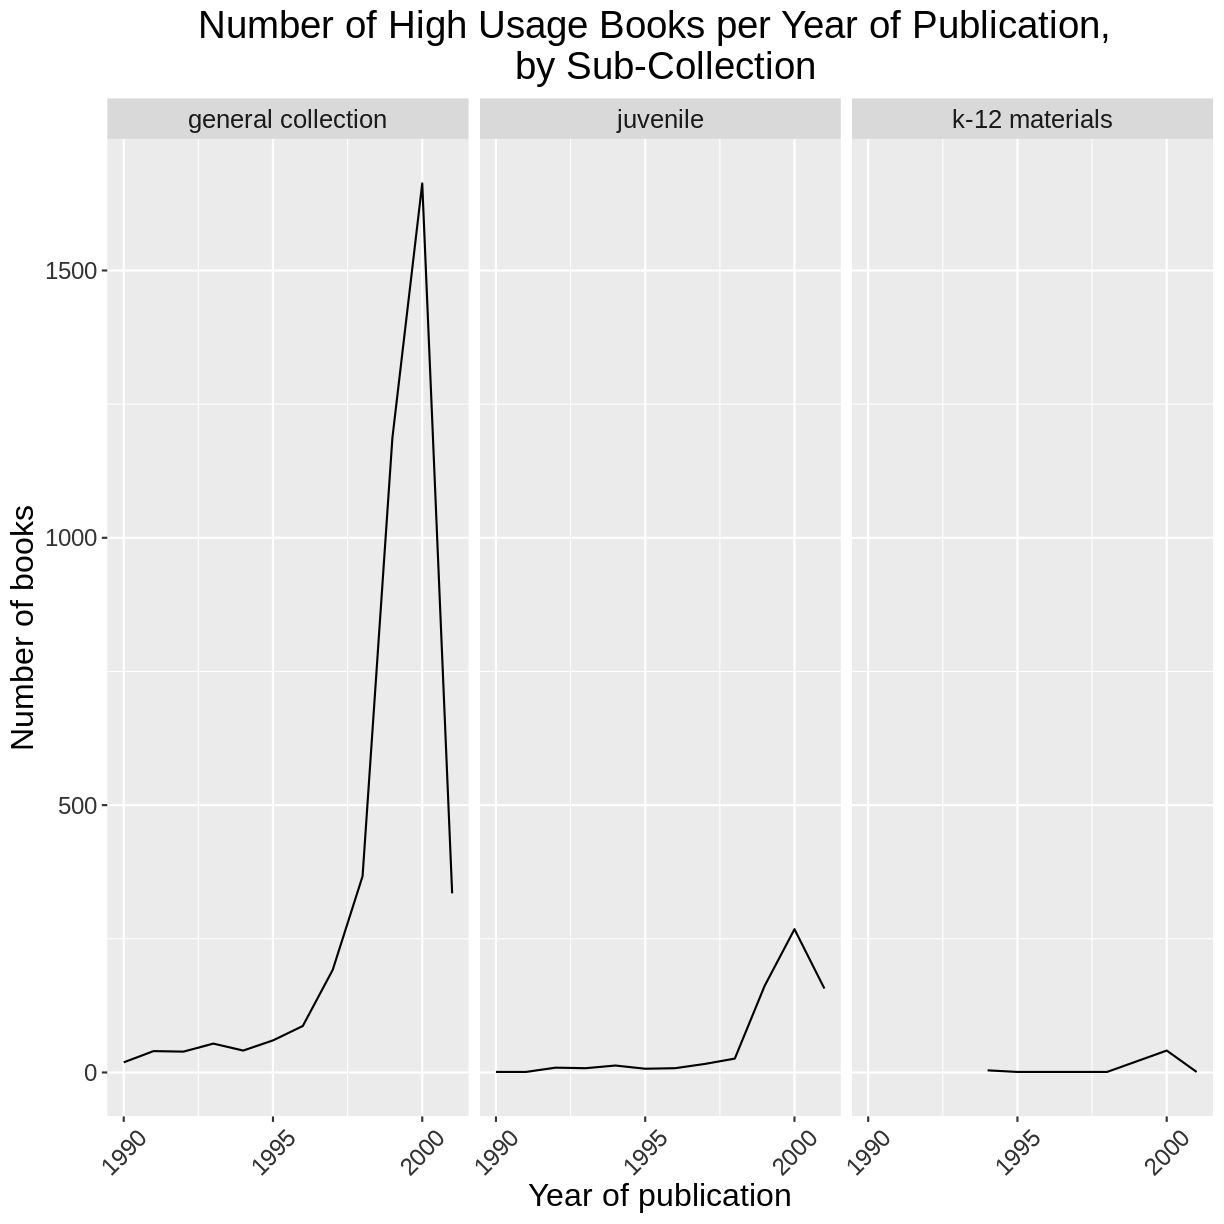 Number of High Usage Books per Year of Publication,
by Sub-Collection
general collection
juvenile
k-12 materials
1500
1000
500
0
Number of books
1990
1995
2000
1990
1995
2000
1990
1995
2000
Year of publication